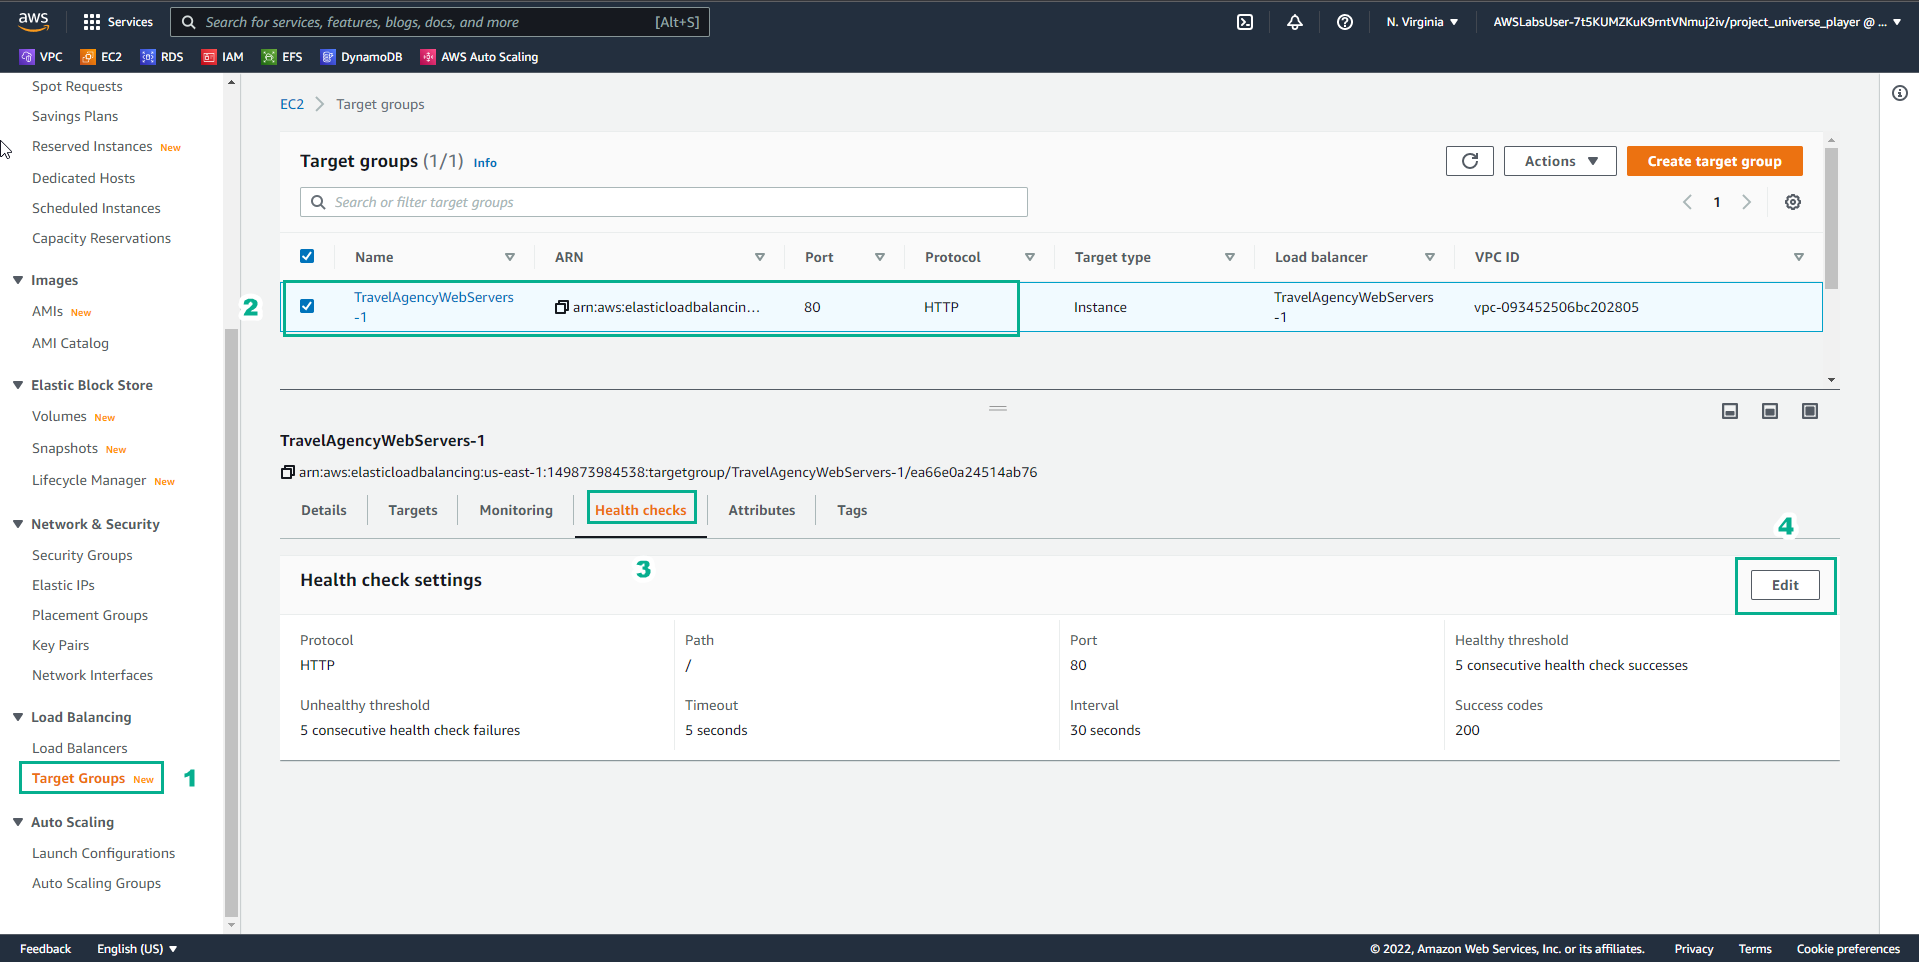 aws
Services
Search for services, features, blogs, docs, and more
[Alt+S]
N. Virginia
AWSLabsUser-7t5KUMZKuK9rntVNmuj2iv/project_universe_player @ ...
VPC
EC2
RDS
IAM
EFS
DynamoDB
AWS Auto Scaling
Spot Requests
Savings Plans
Reserved Instances New
Dedicated Hosts
Scheduled Instances
Capacity Reservations
Images
AMIs New
AMI Catalog
Elastic Block Store
Volumes New
Snapshots New
Lifecycle Manager New
Network & Security
Security Groups
Elastic IPs
Placement Groups
Key Pairs
Network Interfaces
Load Balancing
Load Balancers
Target Groups New
1
Auto Scaling
Launch Configurations
Auto Scaling Groups
EC2 > Target groups
Target groups (1/1) Info
Actions
Create target group
Search or filter target groups
1
Name
ARN
Port
Protocol
Target type
Load balancer
VPC ID
2
TravelAgencyWebServers
-1
arn:aws:elasticloadbalancin...
80
HTTP
Instance
TravelAgencyWebServers
-1
vpc-093452506bc202805
TravelAgencyWebServers-1
arn:aws:elasticloadbalancing:us-east-1:149873984538:targetgroup/TravelAgencyWebServers-1/ea66e0a24514ab76
Details
Targets
Monitoring
Health checks
Attributes
Tags
3
4
Health check settings
Edit
Protocol
HTTP
Path
/
Port
80
Healthy threshold
5 consecutive health check successes
Unhealthy threshold
5 consecutive health check failures
Timeout
5 seconds
Interval
30 seconds
Success codes
200
Feedback
English (US)
© 2022, Amazon Web Services, Inc. or its affiliates.
Privacy
Terms
Cookie preferences